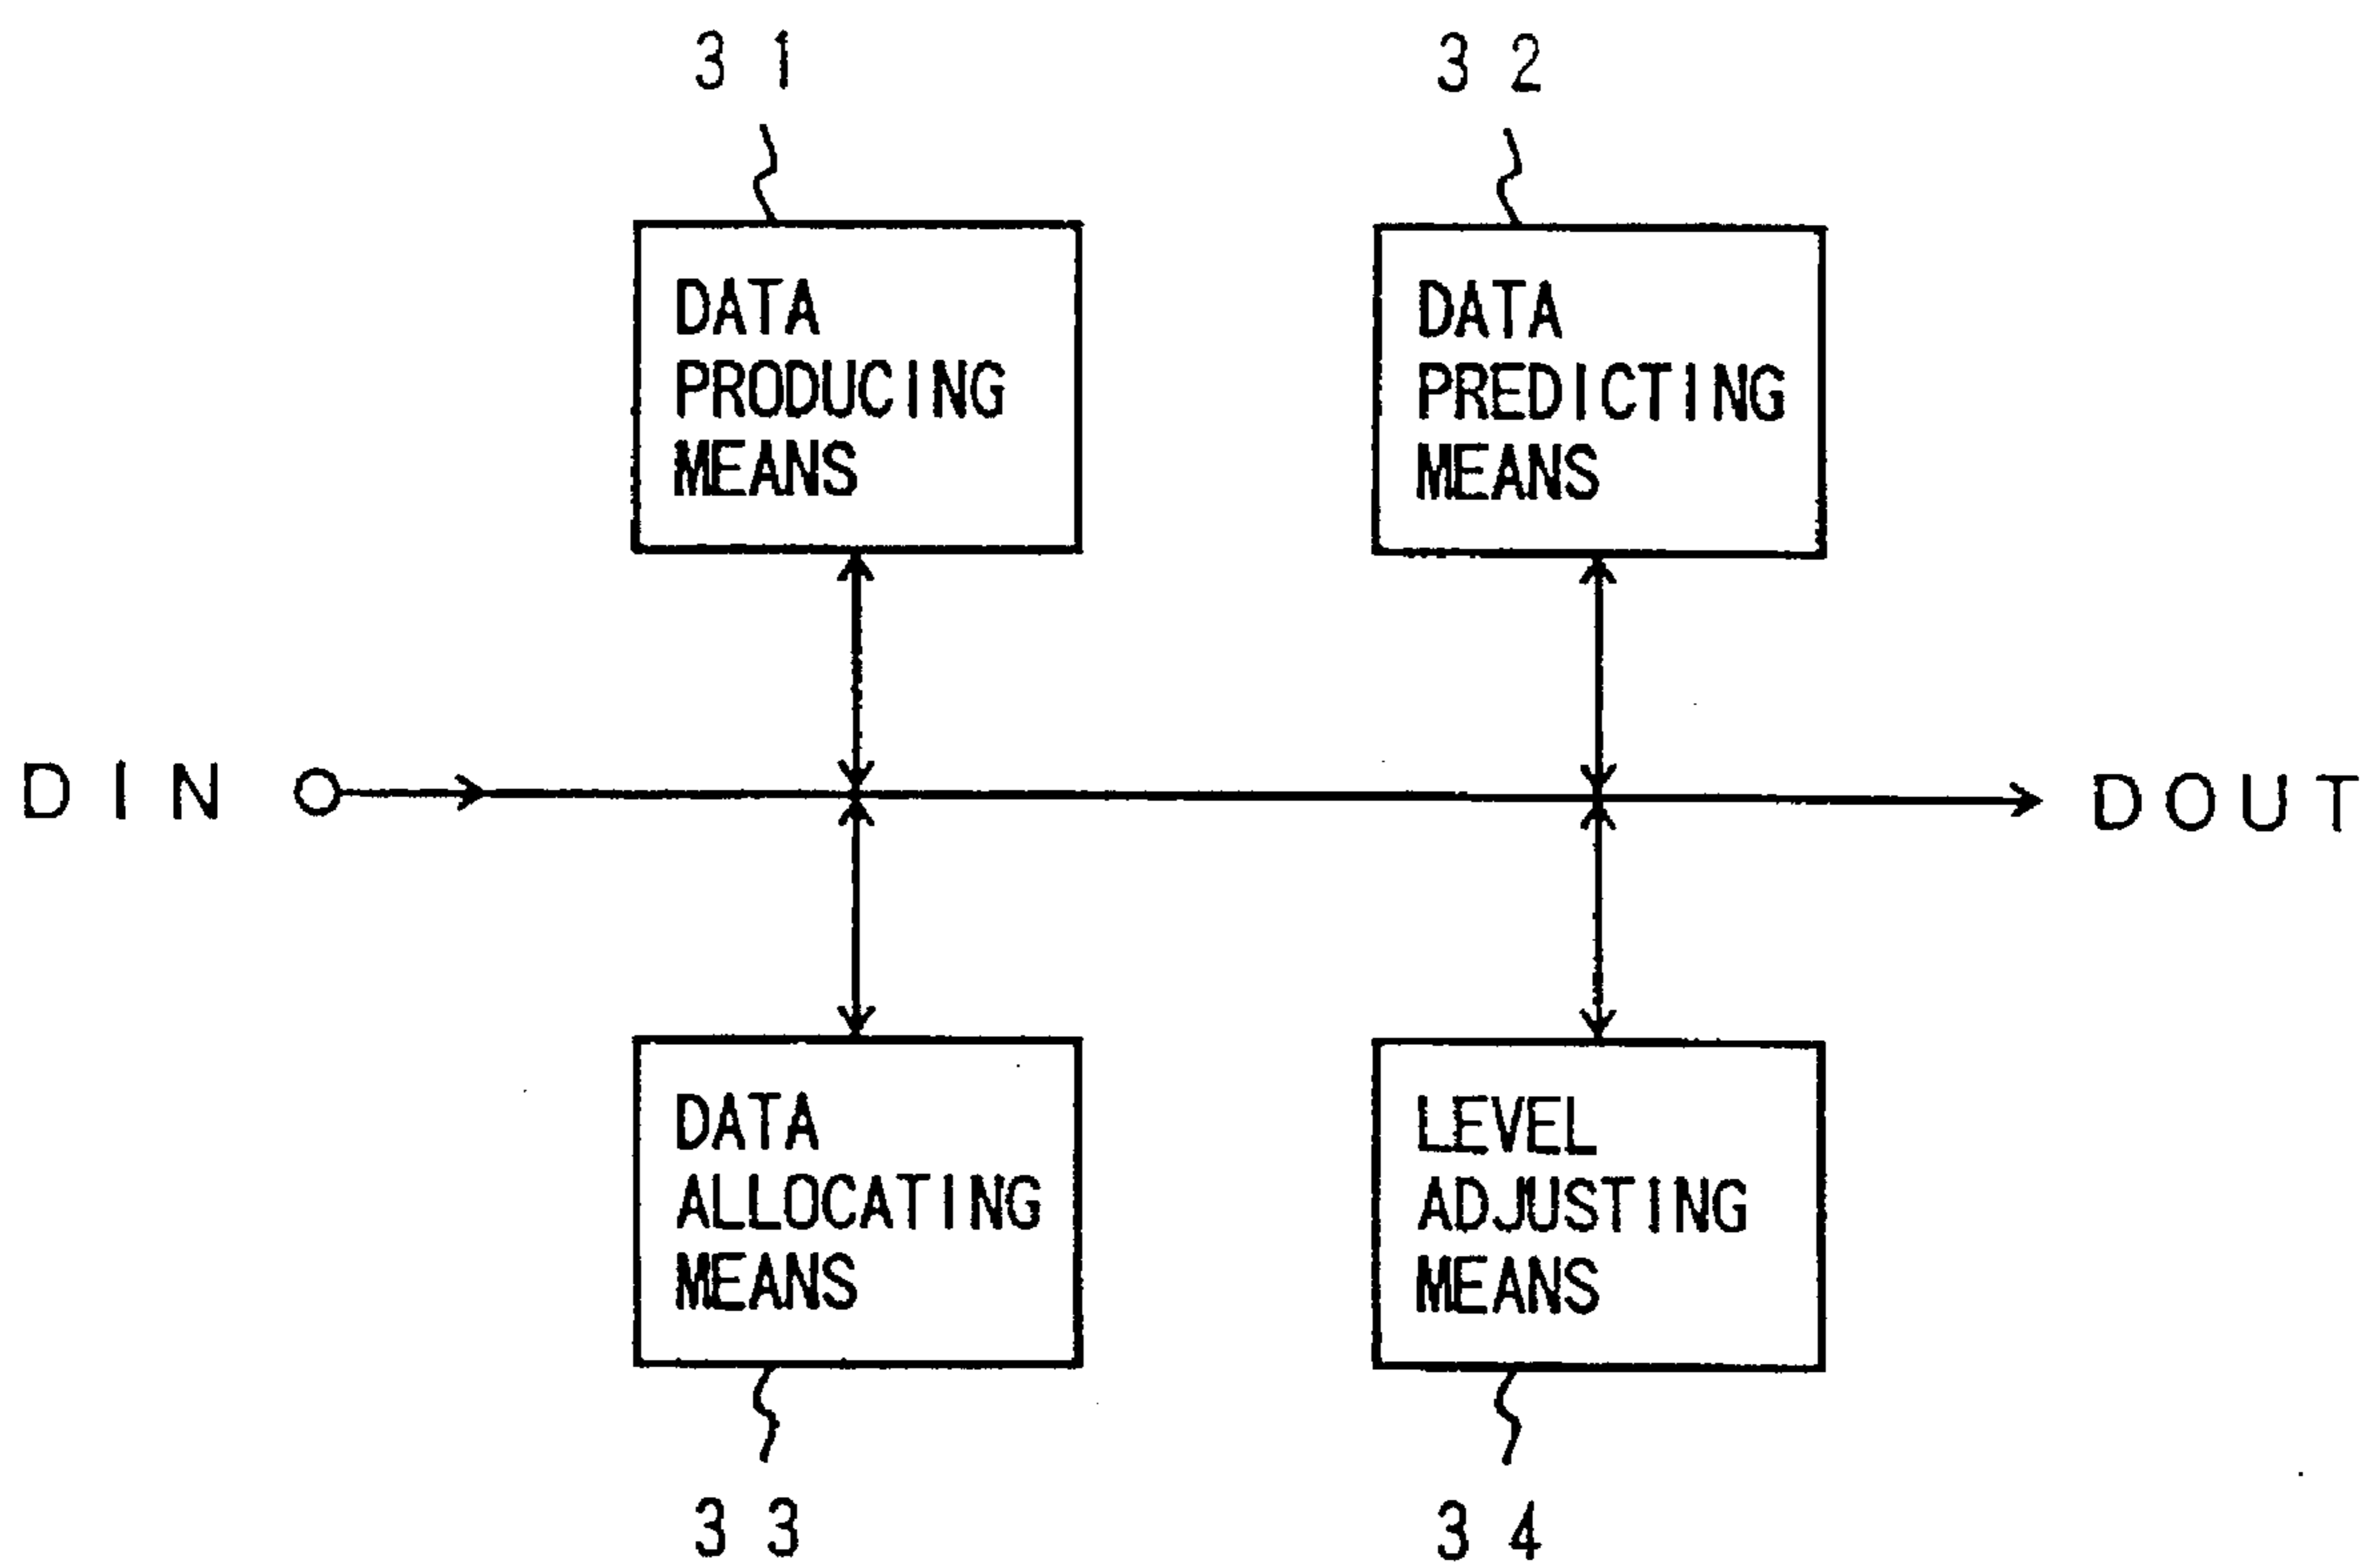 31
32
DATA
PRODUCING
MEANS
DATA
PREDICTING
MEANS
DIN
DOUT
DATA
ALLOCATING
MEANS
LEVEL
ADJUSTING
MEANS
33
34